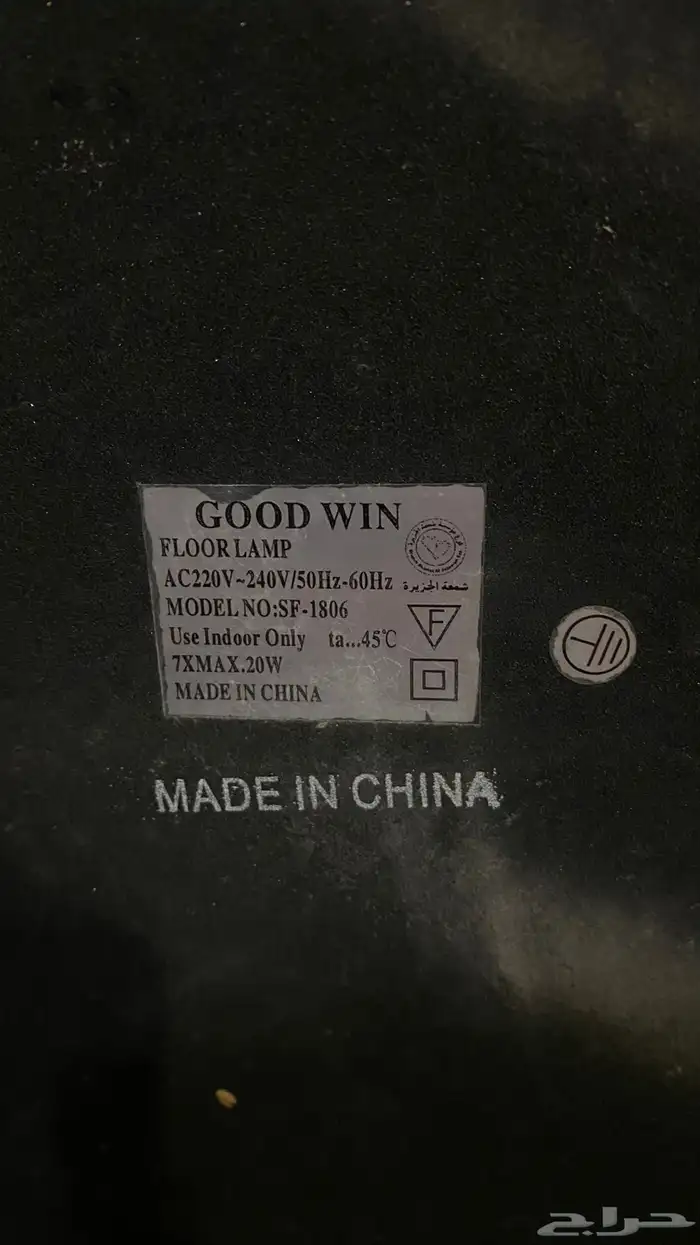 GOOD WIN
FLOOR LAMP
AC220V~240V/50Hz-60Hz
شمعة الجزيرة
MODEL NO:SF-1806
F
Use Indoor Only ta...45℃
7XMAX.20W
MADE IN CHINA
MADE IN CHINA
حراج